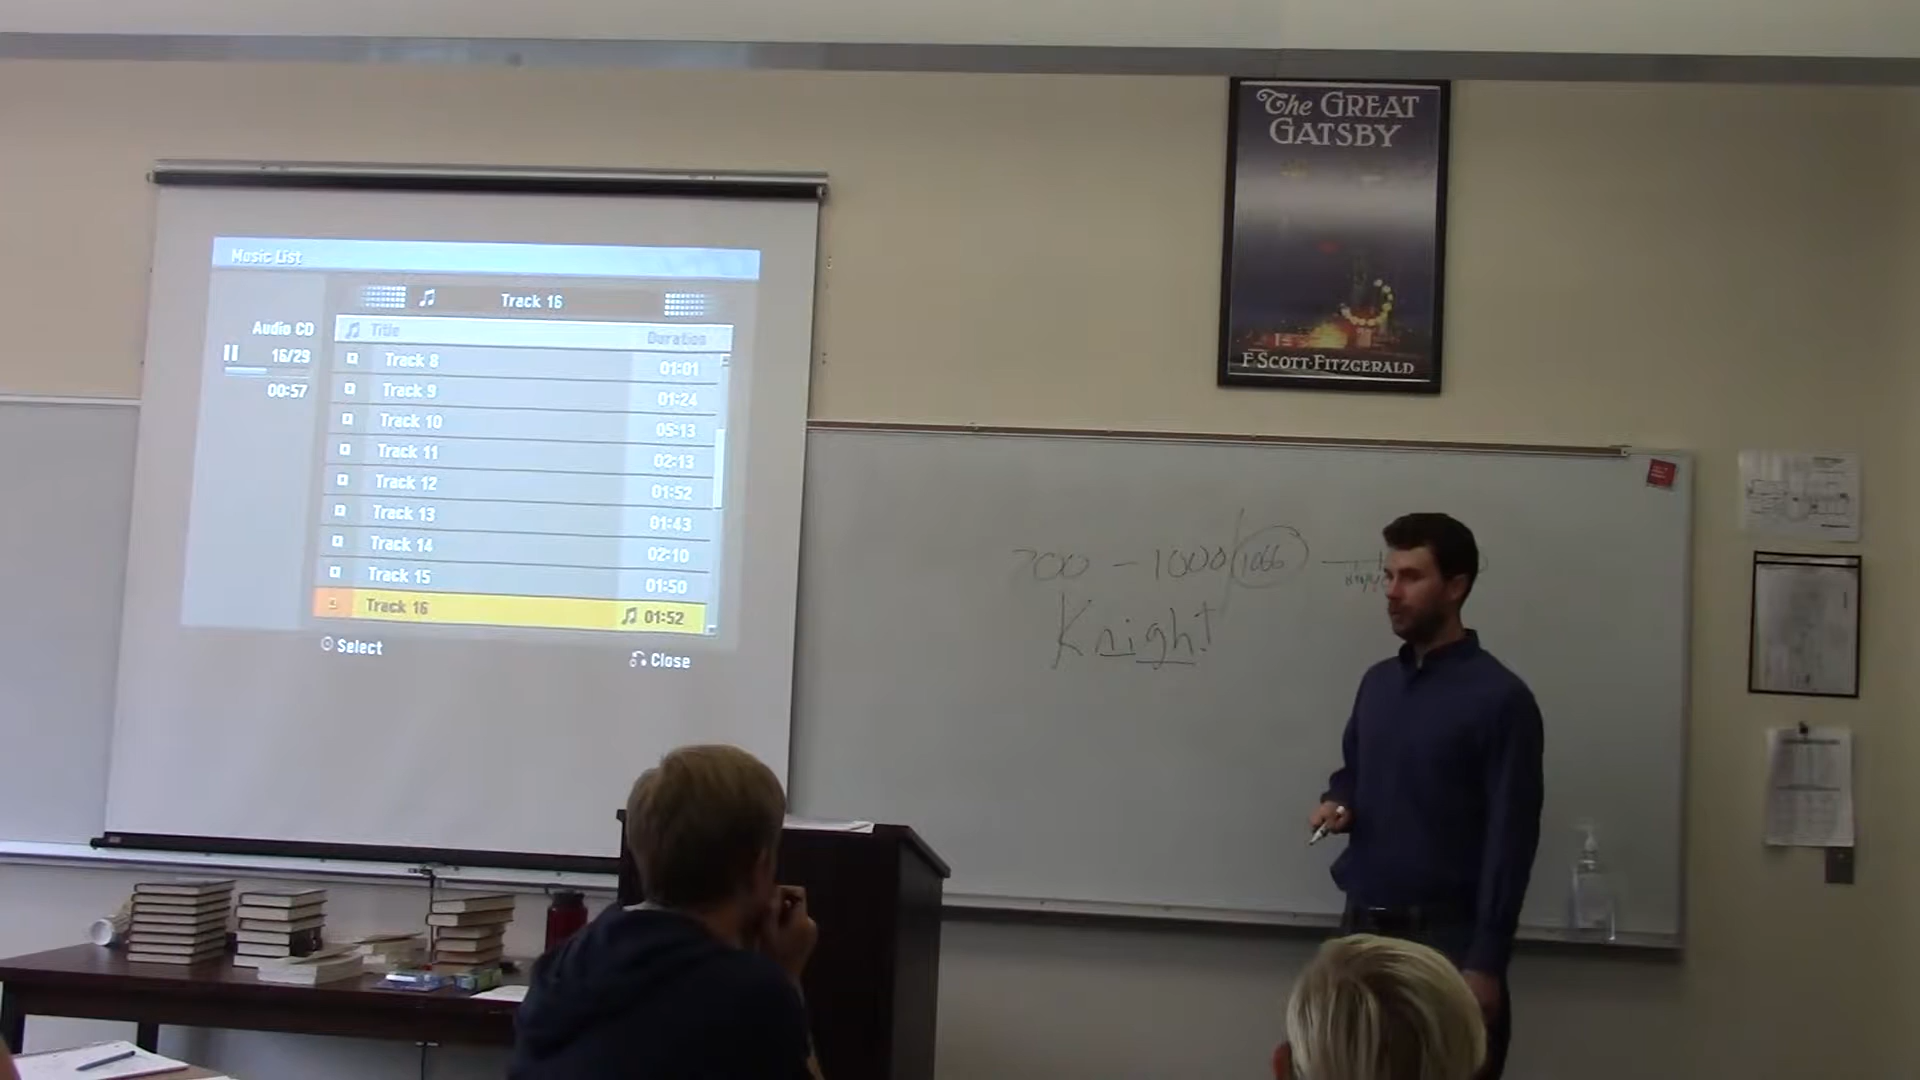 The GREAT
GATSBY
F. SCOTT FITZGERALD
Music List
Track 16
Audio CD
16/29
00:57
Title Duration
Track 8 01:01
Track 9 01:24
Track 10 05:13
Track 11 02:13
Track 12 01:52
Track 13 01:43
Track 14 02:10
Track 15 01:50
Track 16 01:52
Select Close
700 - 1000 1066
Knight